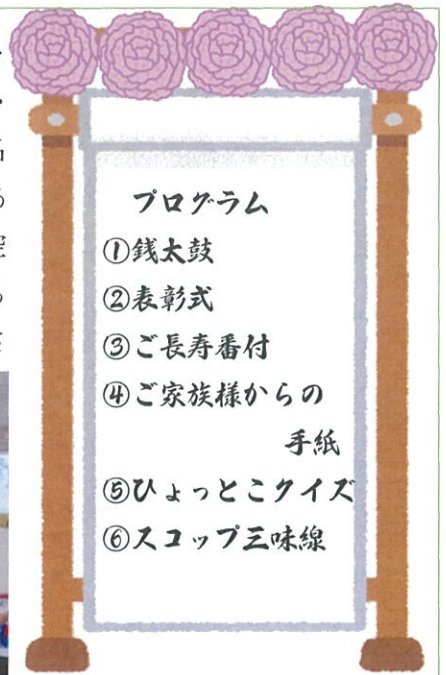 プログラム
①銭太鼓
②表彰式
③ご長寿番付
④ご家族様からの
手紙
⑤ひょっとこクイズ
⑥スコップ三味線